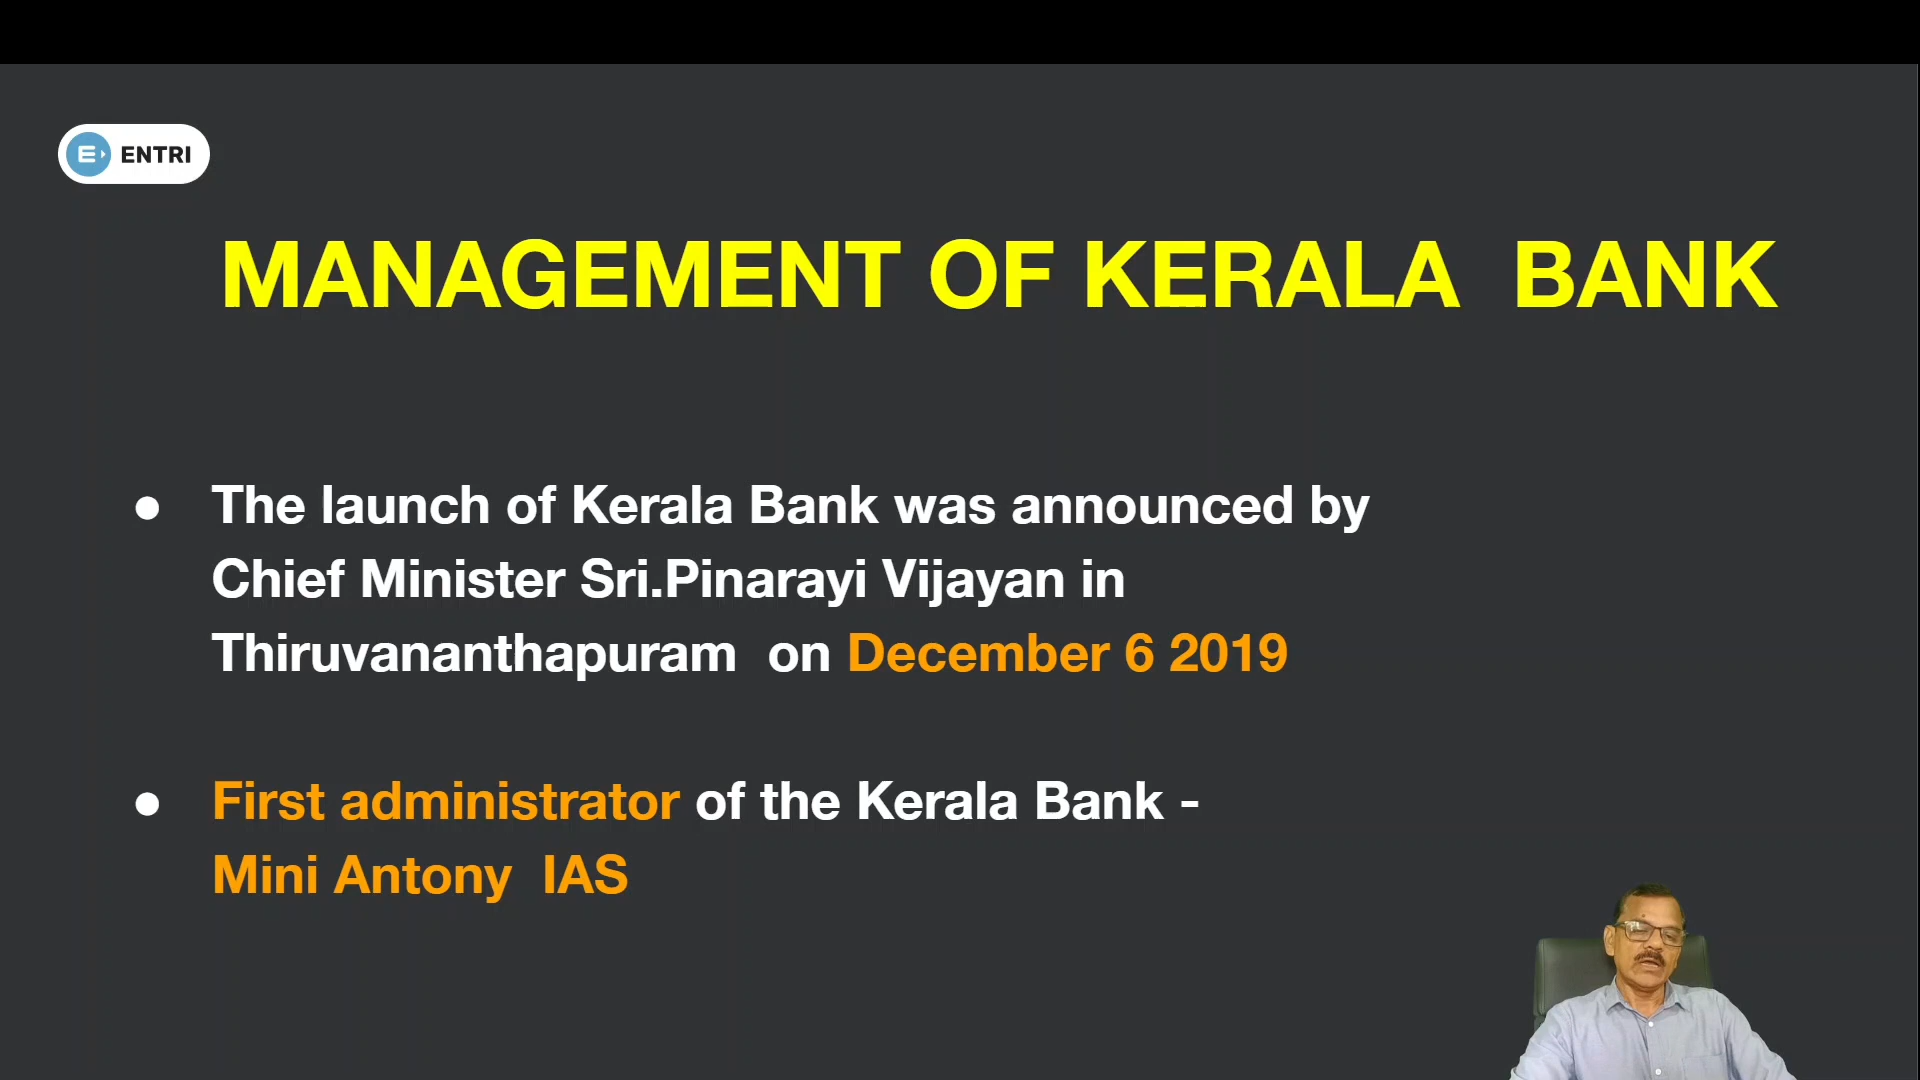 ENTRI
MANAGEMENT OF KERALA BANK
● The launch of Kerala Bank was announced by
Chief Minister Sri.Pinarayi Vijayan in
Thiruvananthapuram on December 6 2019
● First administrator of the Kerala Bank -
Mini Antony IAS